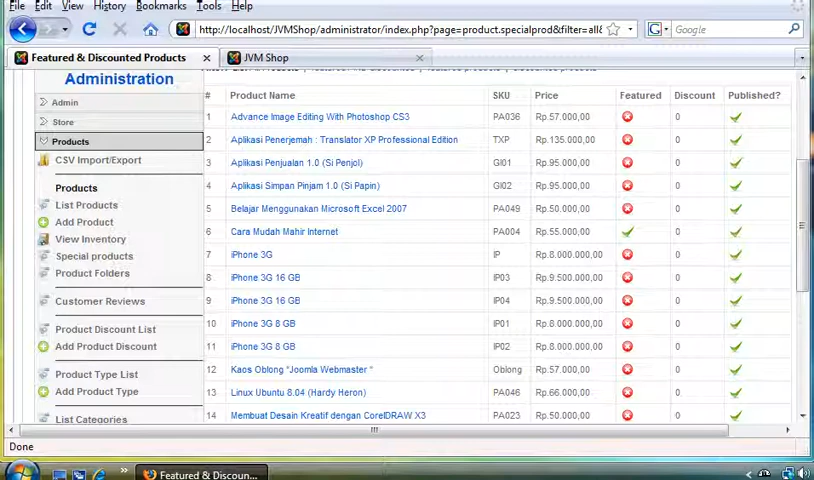 File Edit View History Bookmarks Tools Help
http://localhost/JVMShop/administrator/index.php?page=product.specialprod&filter=all&
Google
Featured & Discounted Products
JVM Shop
Administration
Admin
Store
Products
CSV Import/Export
Products
List Products
Add Product
View Inventory
Special products
Product Folders
Customer Reviews
Product Discount List
Add Product Discount
Product Type List
Add Product Type
List Categories
# Product Name SKU Price Featured Discount Published?
1 Advance Image Editing With Photoshop CS3 PA036 Rp.57.000,00 0
2 Aplikasi Penerjemah : Translator XP Professional Edition TXP Rp.135.000,00 0
3 Aplikasi Penjualan 1.0 (Si Penjol) GI01 Rp.95.000,00 0
4 Aplikasi Simpan Pinjam 1.0 (Si Papin) GI02 Rp.95.000,00 0
5 Belajar Menggunakan Microsoft Excel 2007 PA049 Rp.50.000,00 0
6 Cara Mudah Mahir Internet PA004 Rp.55.000,00 0
7 iPhone 3G IP Rp.8.000.000,00 0
8 iPhone 3G 16 GB IP03 Rp.9.500.000,00 0
9 iPhone 3G 16 GB IP04 Rp.9.500.000,00 0
10 iPhone 3G 8 GB IP01 Rp.8.000.000,00 0
11 iPhone 3G 8 GB IP02 Rp.8.000.000,00 0
12 Kaos Oblong "Joomla Webmaster " Oblong Rp.57.000,00 0
13 Linux Ubuntu 8.04 (Hardy Heron) PA046 Rp.66.000,00 0
14 Membuat Desain Kreatif dengan CorelDRAW X3 PA023 Rp.50.000,00 0
Done
Featured & Discoun...